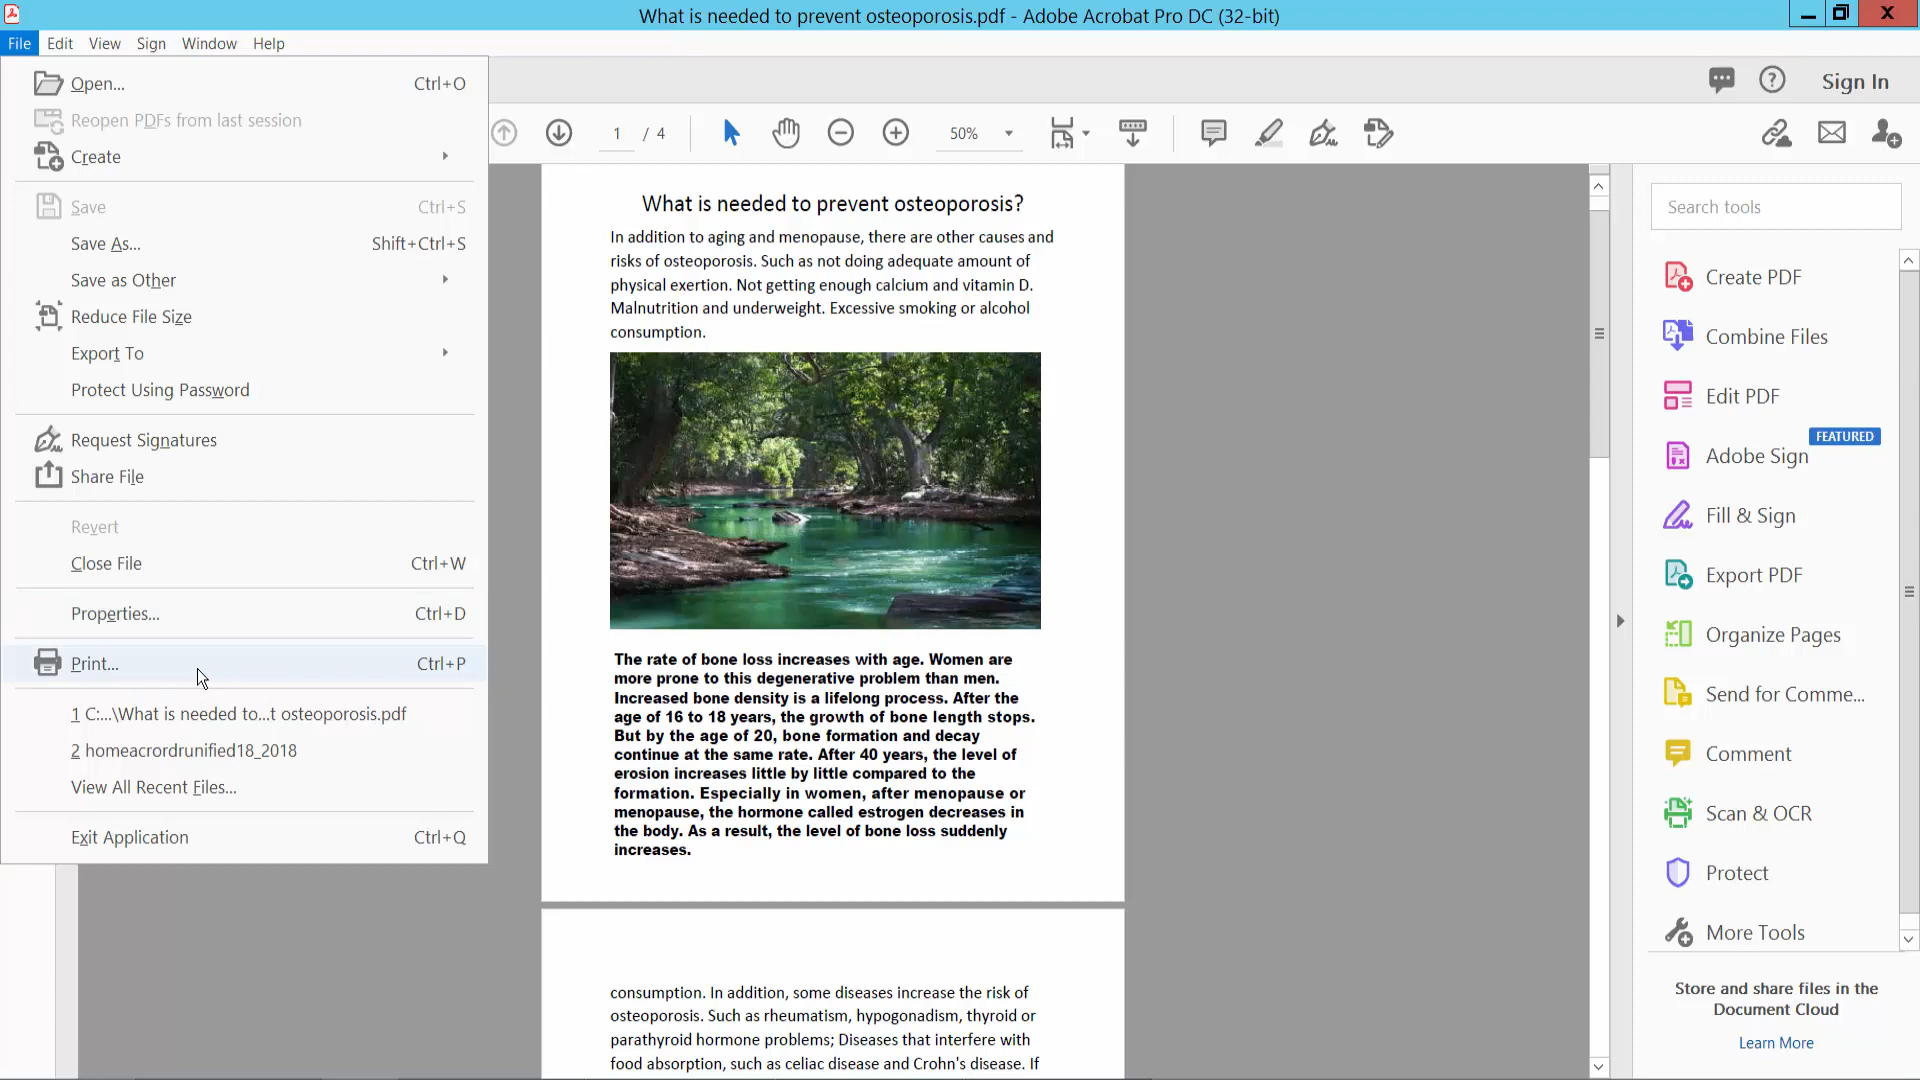 What is needed to prevent osteoporosis.pdf - Adobe Acrobat Pro DC (32-bit)
File Edit View Sign Window Help
Open... Ctrl+O
Reopen PDFs from last session
Create
Save Ctrl+S
Save As... Shift+Ctrl+S
Save as Other
Reduce File Size
Export To
Protect Using Password
Request Signatures
Share File
Revert
Close File Ctrl+W
Properties... Ctrl+D
Print... Ctrl+P
1 C:...\What is needed to...t osteoporosis.pdf
2 homeacrordrunified18_2018
View All Recent Files...
Exit Application Ctrl+Q
Sign In
1 / 4
50%
What is needed to prevent osteoporosis?
In addition to aging and menopause, there are other causes and
risks of osteoporosis. Such as not doing adequate amount of
physical exertion. Not getting enough calcium and vitamin D.
Malnutrition and underweight. Excessive smoking or alcohol
consumption.
The rate of bone loss increases with age. Women are
more prone to this degenerative problem than men.
Increased bone density is a lifelong process. After the
age of 16 to 18 years, the growth of bone length stops.
But by the age of 20, bone formation and decay
continue at the same rate. After 40 years, the level of
erosion increases little by little compared to the
formation. Especially in women, after menopause or
menopause, the hormone called estrogen decreases in
the body. As a result, the level of bone loss suddenly
increases.
consumption. In addition, some diseases increase the risk of
osteoporosis. Such as rheumatism, hypogonadism, thyroid or
parathyroid hormone problems; Diseases that interfere with
food absorption, such as celiac disease and Crohn's disease. If
Search tools
Create PDF
Combine Files
Edit PDF
FEATURED
Adobe Sign
Fill & Sign
Export PDF
Organize Pages
Send for Comme...
Comment
Scan & OCR
Protect
More Tools
Store and share files in the
Document Cloud
Learn More